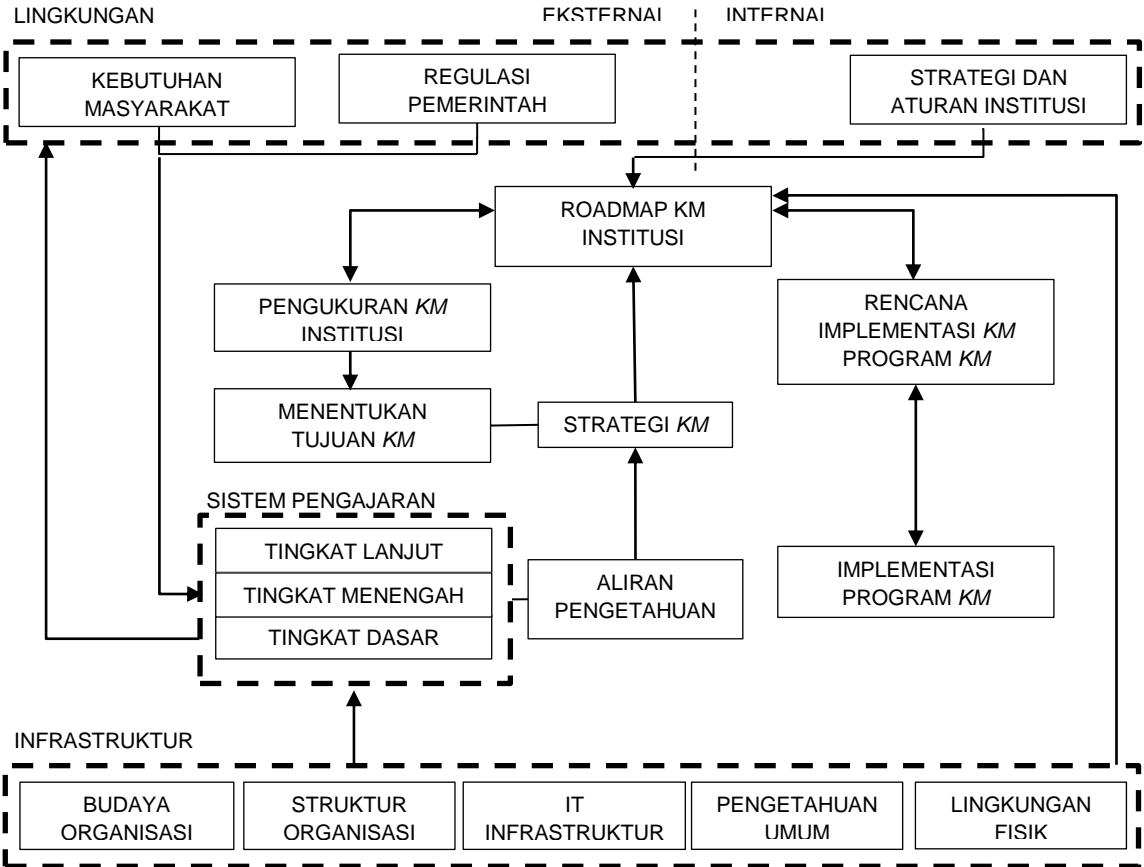 LINGKUNGAN
EKSTERNAL
INTERNAL
KEBUTUHAN
MASYARAKAT
REGULASI
PEMERINTAH
STRATEGI DAN
ATURAN INSTITUSI
ROADMAP KM
INSTITUSI
PENGUKURAN KM
INSTITUSI
RENCANA
IMPLEMENTASI KM
PROGRAM KM
MENENTUKAN
TUJUAN KM
STRATEGI KM
SISTEM PENGAJARAN
TINGKAT LANJUT
TINGKAT MENENGAH
TINGKAT DASAR
ALIRAN
PENGETAHUAN
IMPLEMENTASI
PROGRAM KM
INFRASTRUKTUR
BUDAYA
ORGANISASI
STRUKTUR
ORGANISASI
IT
INFRASTRUKTUR
PENGETAHUAN
UMUM
LINGKUNGAN
FISIK